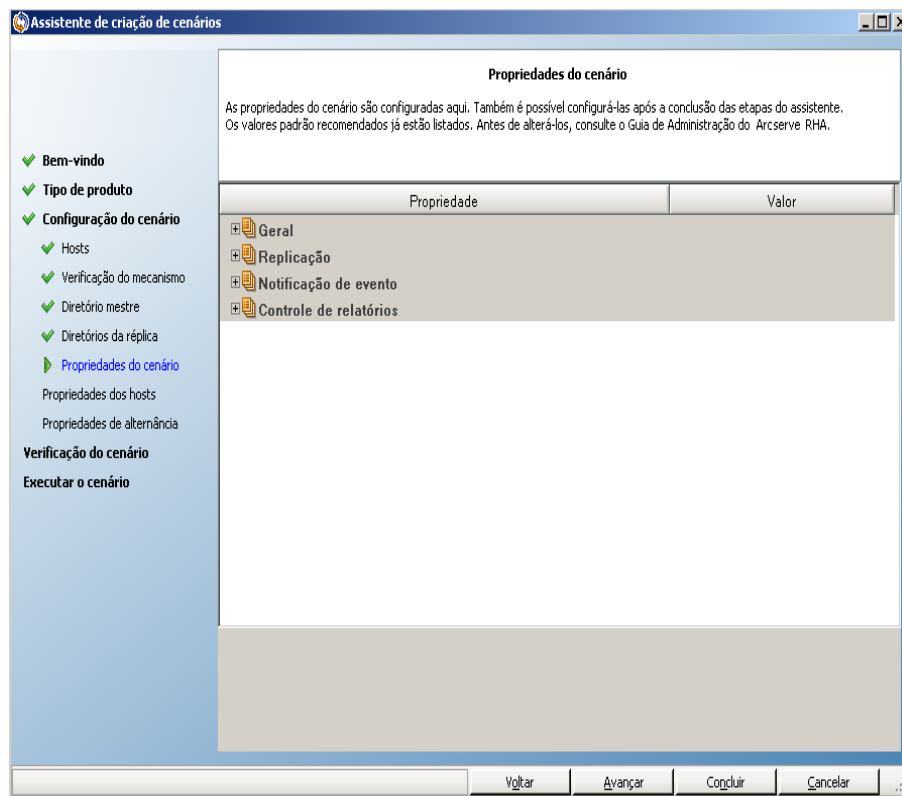 Assistente de criação de cenários
Propriedades do cenário
As propriedades do cenário são configuradas aqui. Também é possível configurá-las após a conclusão das etapas do assistente.
Os valores padrão recomendados já estão listados. Antes de alterá-los, consulte o Guia de Administração do Arcserve RHA.
Bem-vindo
Tipo de produto
Configuração do cenário
Hosts
Verificação do mecanismo
Diretório mestre
Diretórios da réplica
Propriedades do cenário
Propriedades dos hosts
Propriedades de alternância
Verificação do cenário
Executar o cenário
Propriedade Valor
Geral
Replicação
Notificação de evento
Controle de relatórios
Voltar Avançar Concluir Cancelar